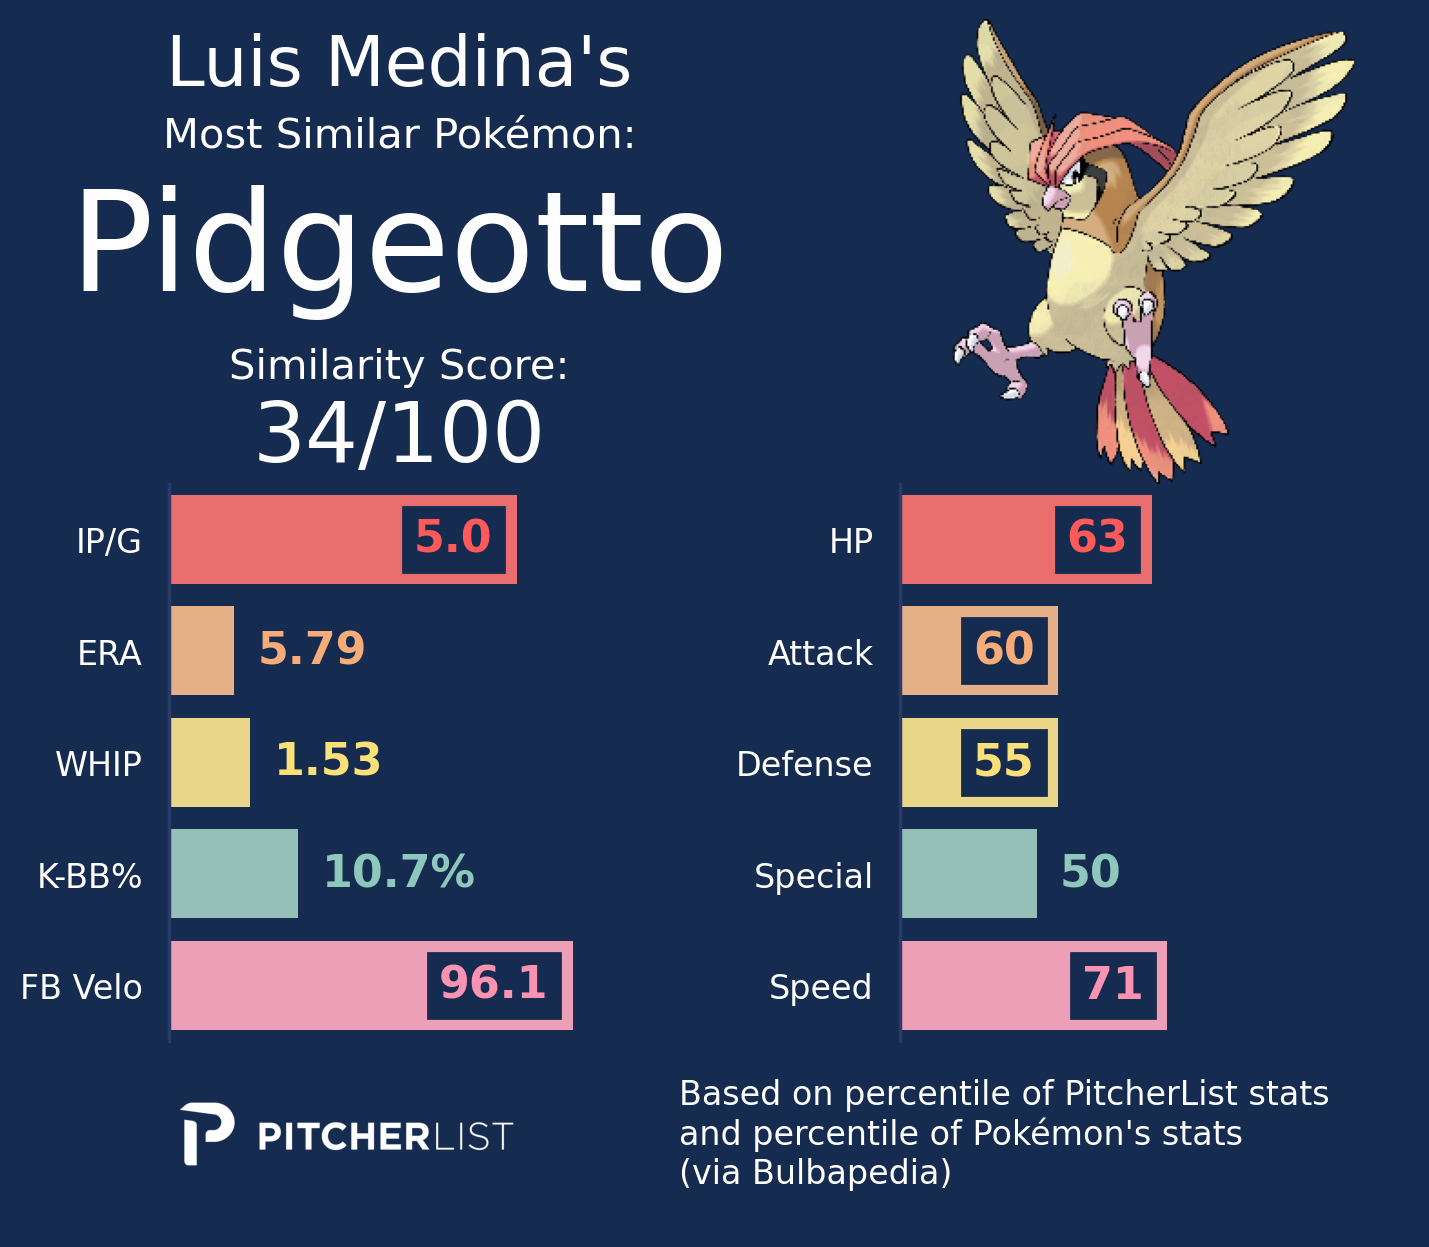 Luis Medina's
Most Similar Pokémon:
Pidgeotto
Similarity Score:
34/100
IP/G 5.0
ERA 5.79
WHIP 1.53
K-BB% 10.7%
FB Velo 96.1
HP 63
Attack 60
Defense 55
Special 50
Speed 71
PITCHERLIST
Based on percentile of PitcherList stats
and percentile of Pokémon's stats
(via Bulbapedia)